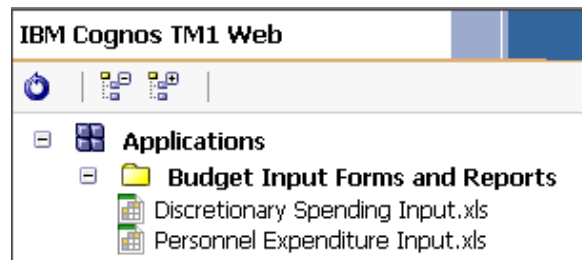 IBM Cognos TM1 Web
Applications
Budget Input Forms and Reports
Discretionary Spending Input.xls
Personnel Expenditure Input.xls